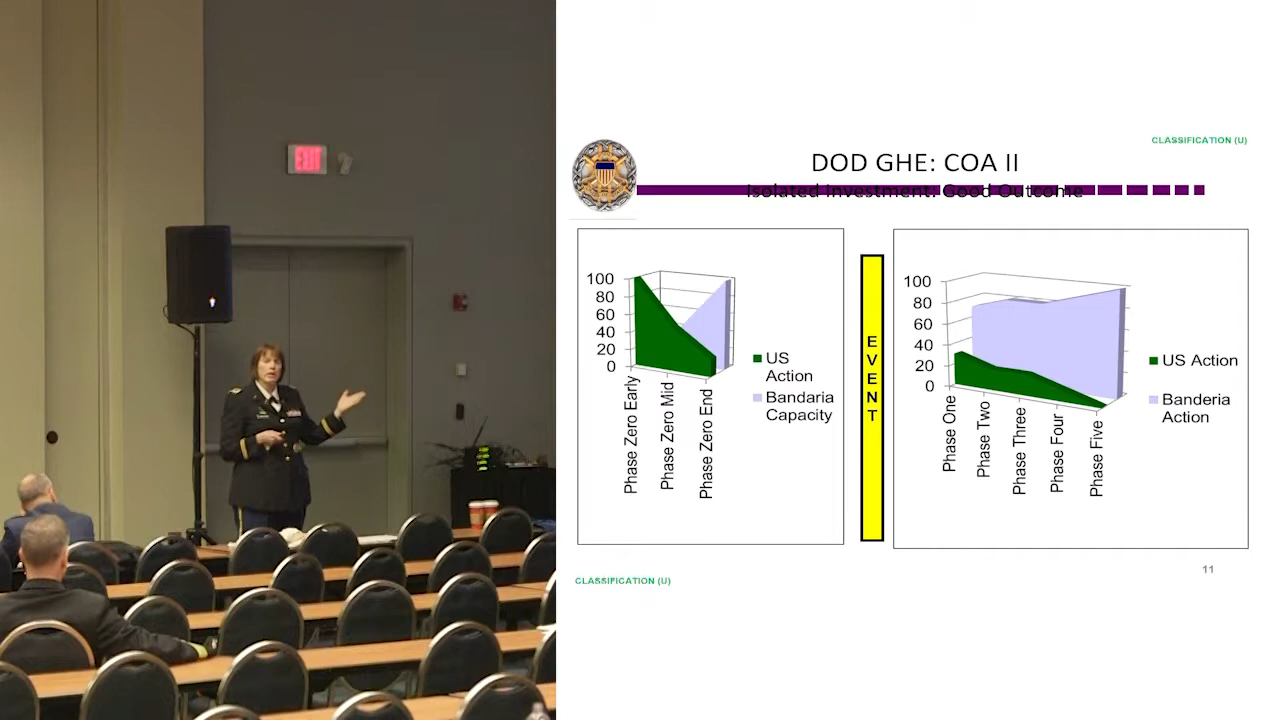 EXIT
CLASSIFICATION (U)
DOD GHE: COA II
Isolated Investment: Good Outcome
100
80
60
40
20
0
Phase Zero Early
Phase Zero Mid
Phase Zero End
US
Action
Bandaria
Capacity
EVENT
100
80
60
40
20
0
Phase One
Phase Two
Phase Three
Phase Four
Phase Five
US Action
Banderia
Action
11
CLASSIFICATION (U)